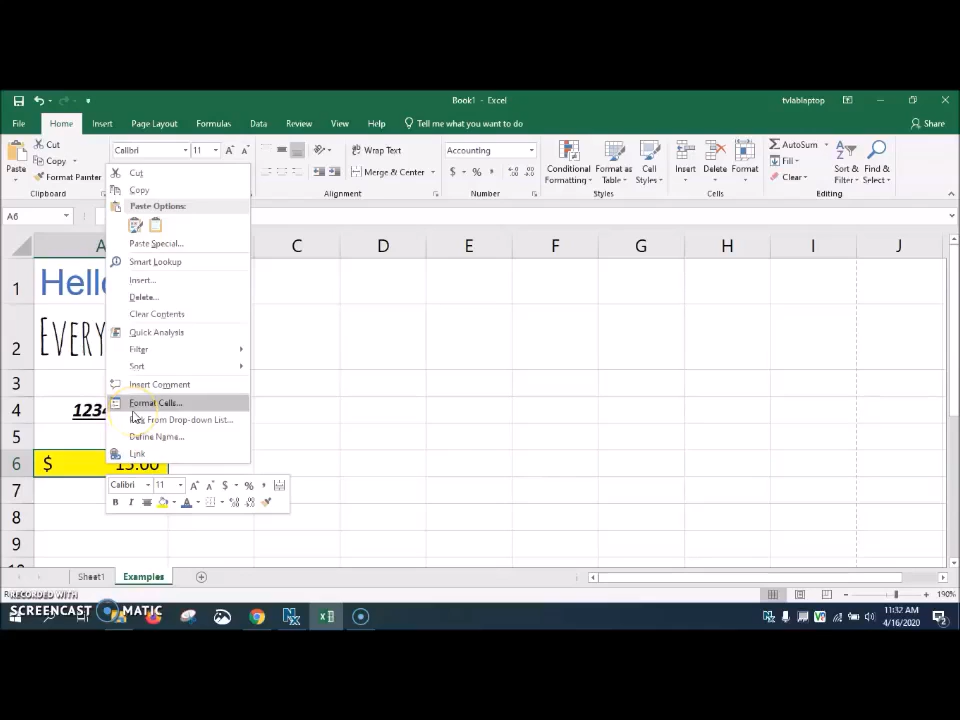 Book1 - Excel
tvlablaptop
File Home Insert Page Layout Formulas Data Review View Help Tell me what you want to do Share
Paste
Cut
Copy
Format Painter
Clipboard
Calibri 11
Wrap Text
Merge & Center
Alignment
Accounting
$ % ,
Number
Conditional Formatting
Format as Table
Cell Styles
Styles
Insert Delete Format
Cells
AutoSum
Fill
Clear
Sort & Filter
Find & Select
Editing
A6
A C D E F G H I J
1 Hello
2 EVERY
3
4 1234
5
6 $ 15.00
7
8
9
10
Cut
Copy
Paste Options:
Paste Special...
Smart Lookup
Insert...
Delete...
Clear Contents
Quick Analysis
Filter
Sort
Insert Comment
Format Cells...
Pick From Drop-down List...
Define Name...
Link
Calibri 11 A A $ % ,
B I A
Sheet1 Examples
190%
RECORDED WITH
SCREENCAST MATIC
11:32 AM
4/16/2020